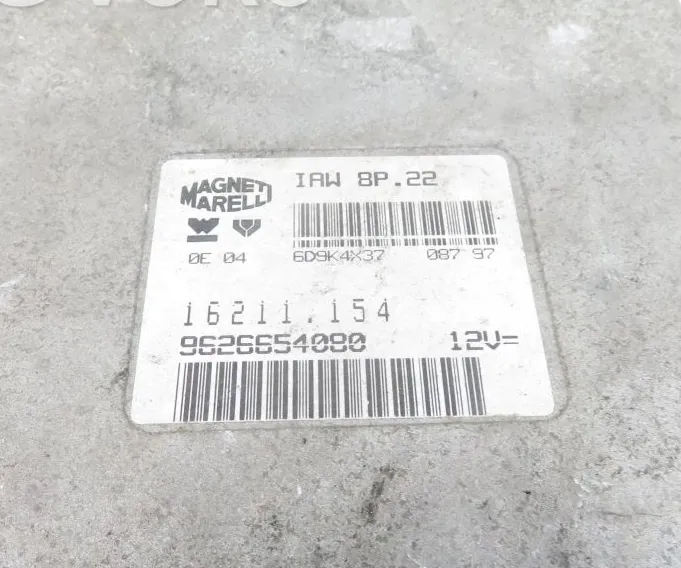 IAW 8P.22
MAGNETI
MARELLI
0E 04
6D9K4X37 087 97
16211.154
9626654080 12V=